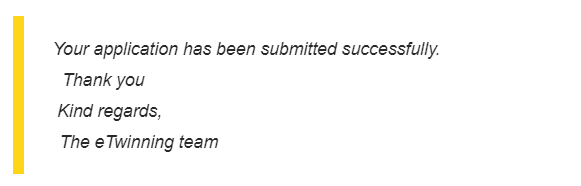 Your application has been submitted successfully.
Thank you
Kind regards,
The eTwinning team